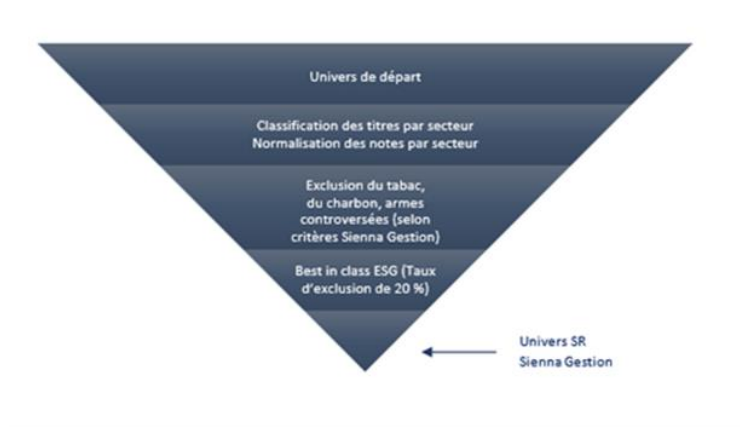 Univers de départ
Classification des titres par secteur
Normalisation des notes par secteur
Exclusion du tabac,
du charbon, armes
controversées (selon
critères Sienna Gestion)
Best in class ESG (Taux
d'exclusion de 20 %)
Univers SR
Sienna Gestion